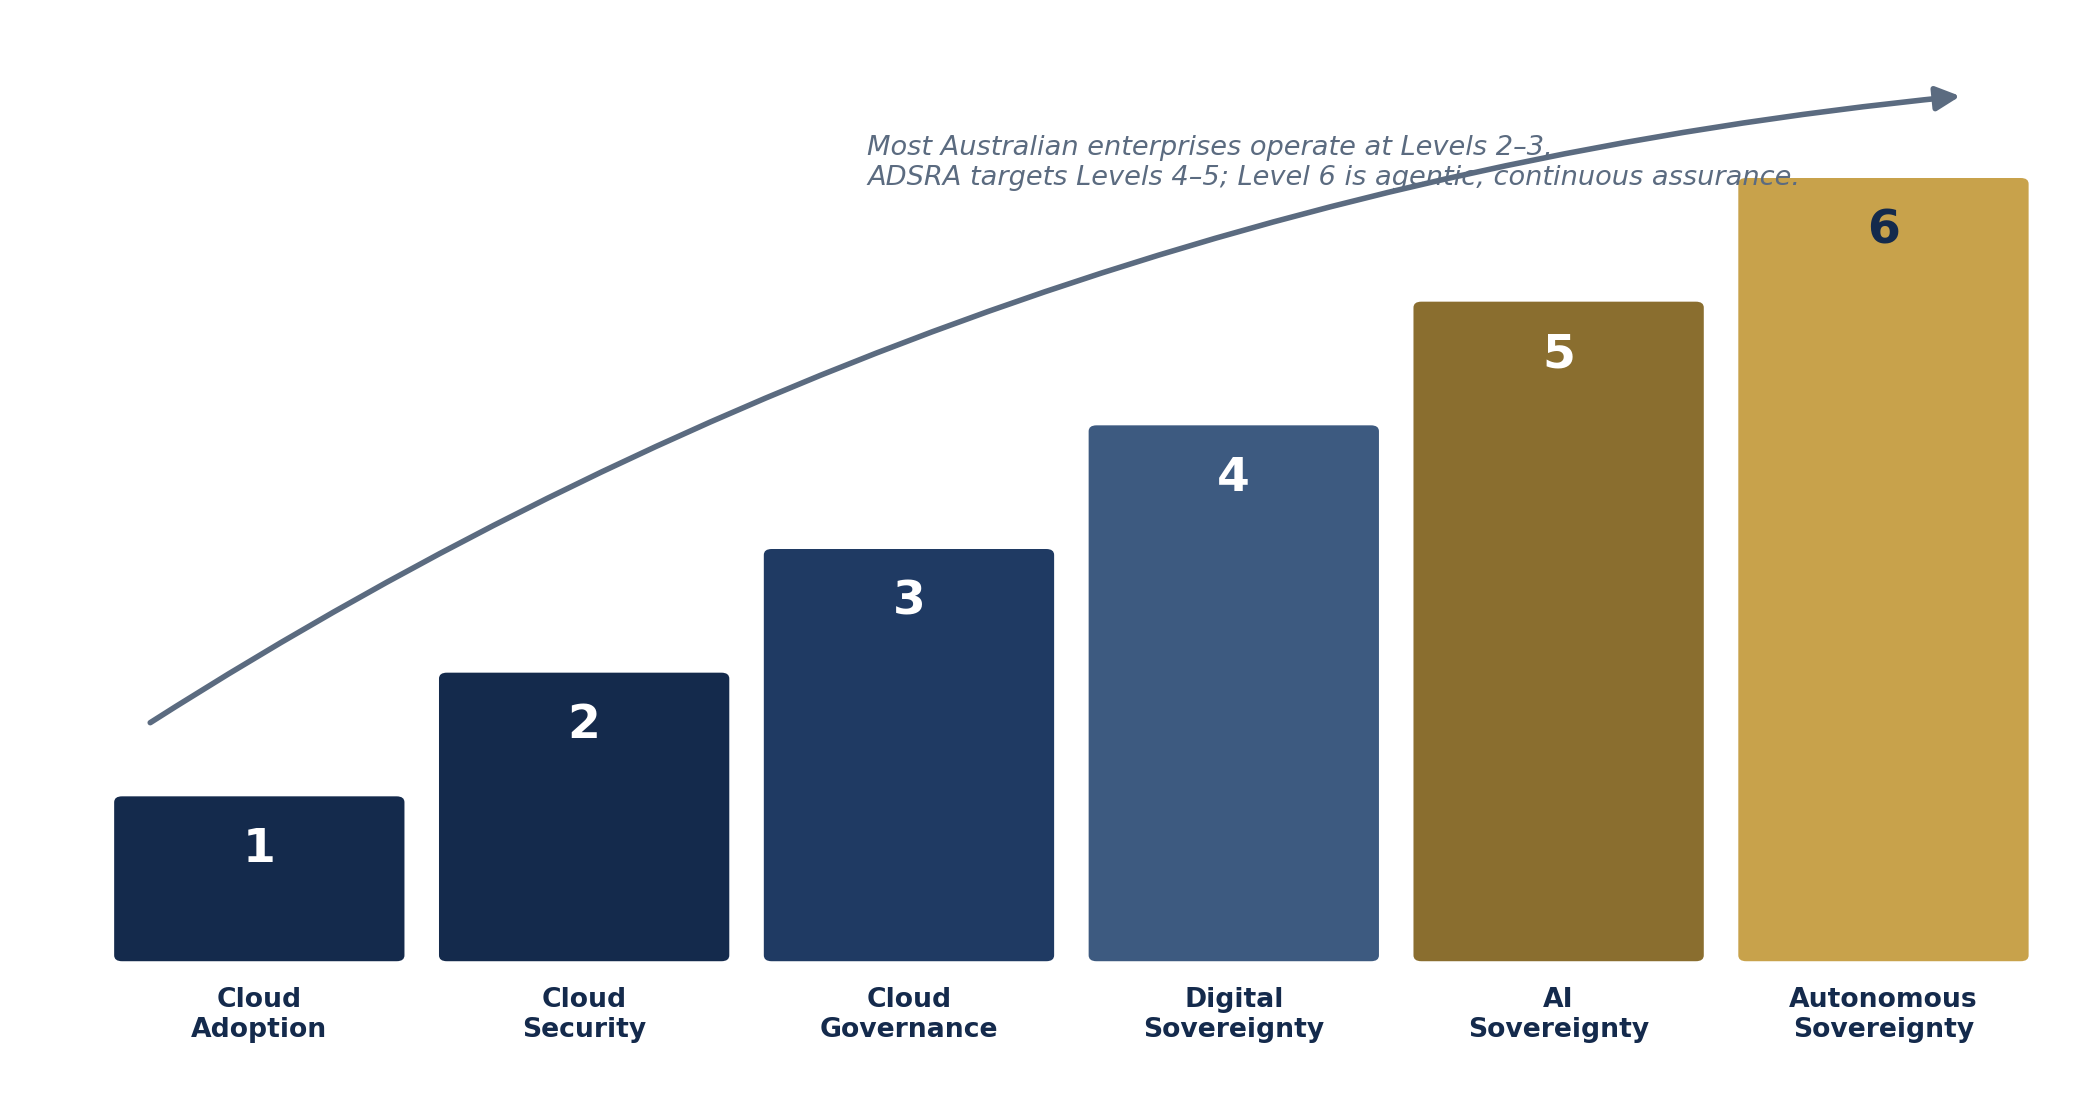 Most Australian enterprises operate at Levels 2–3.
ADSRA targets Levels 4–5; Level 6 is agentic, continuous assurance.
6
5
4
3
2
1
Cloud
Adoption
Cloud
Security
Cloud
Governance
Digital
Sovereignty
AI
Sovereignty
Autonomous
Sovereignty